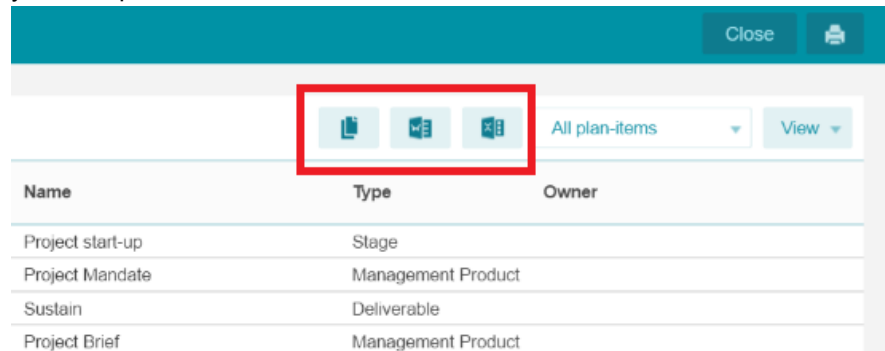 Close
All plan-items View
Name Type Owner
Project start-up Stage
Project Mandate Management Product
Sustain Deliverable
Project Brief Management Product